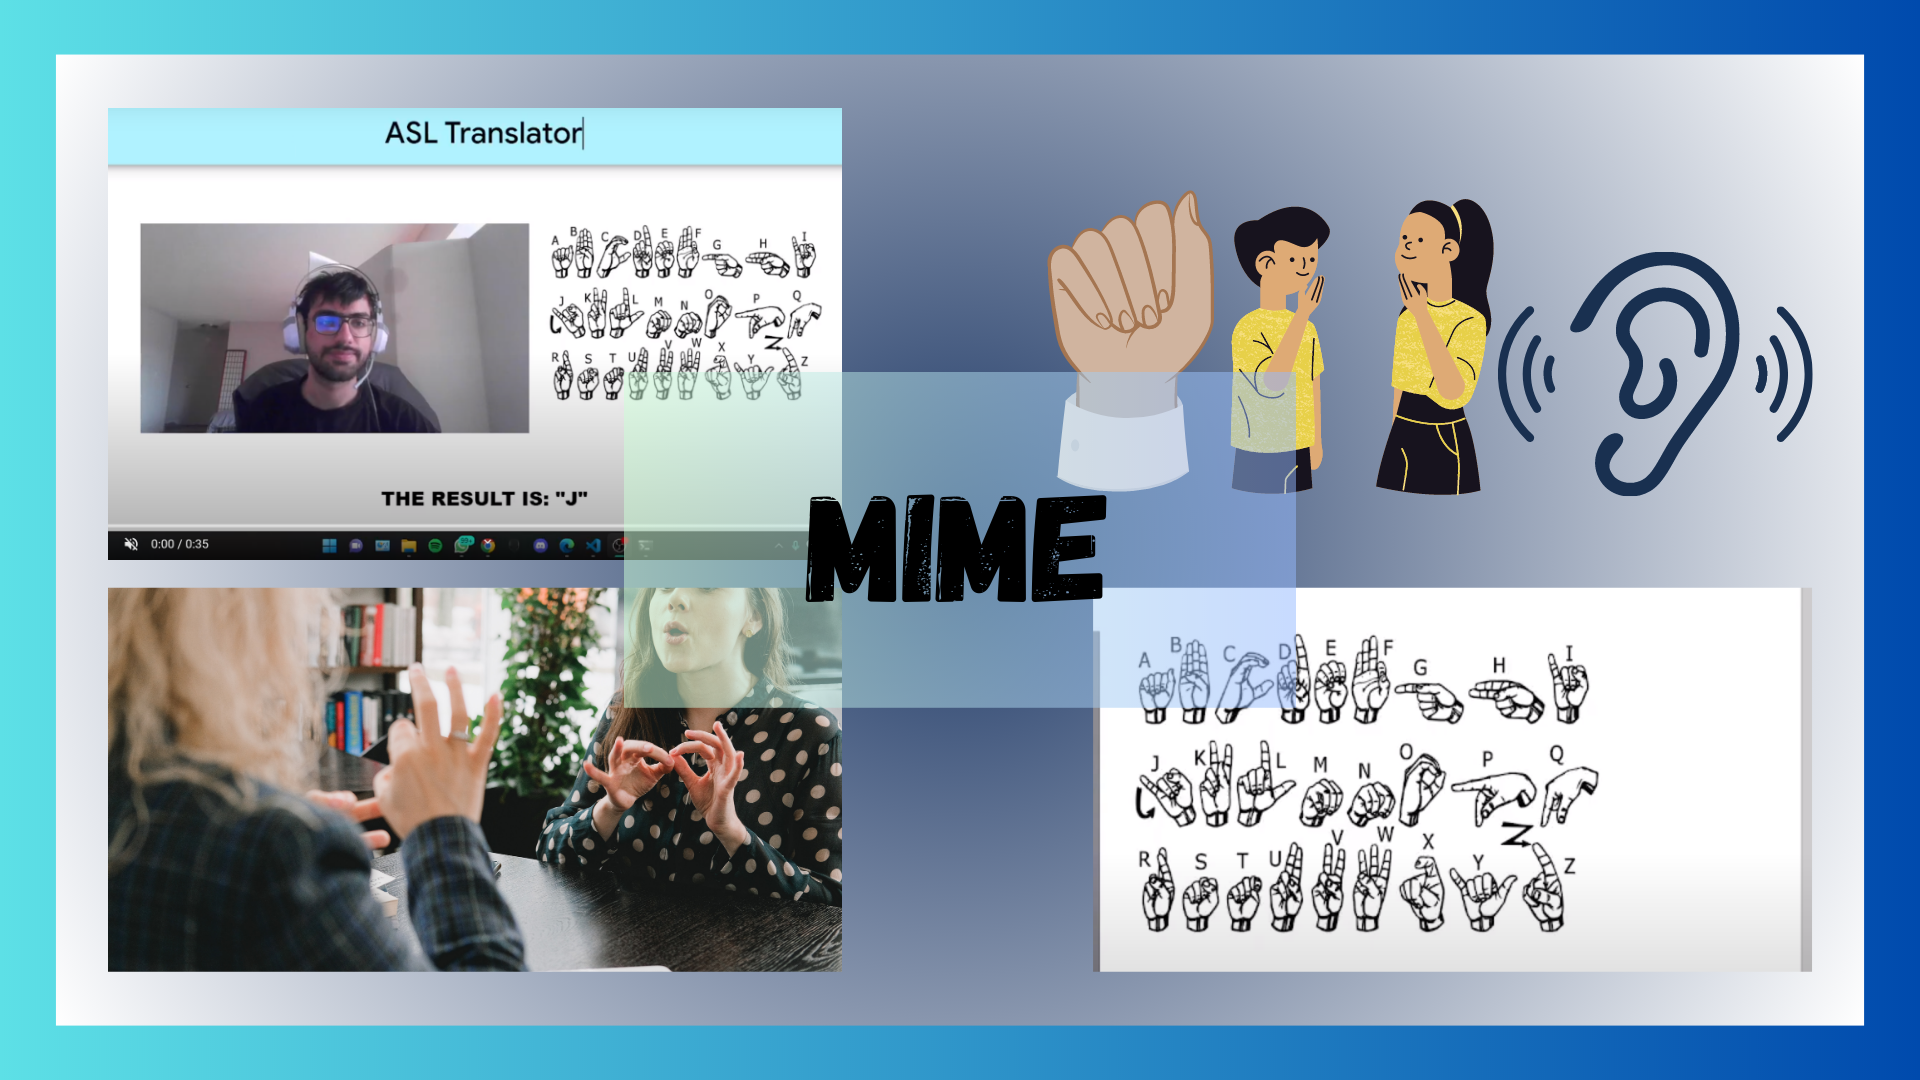 ASL Translator
A B C D E F G H I
J K L M N O P Q
R S T U V W X Y Z
THE RESULT IS: "J"
0:00 / 0:35
MIME
A B C D E F G H I
J K L M N O P Q
R S T U V W X Y Z